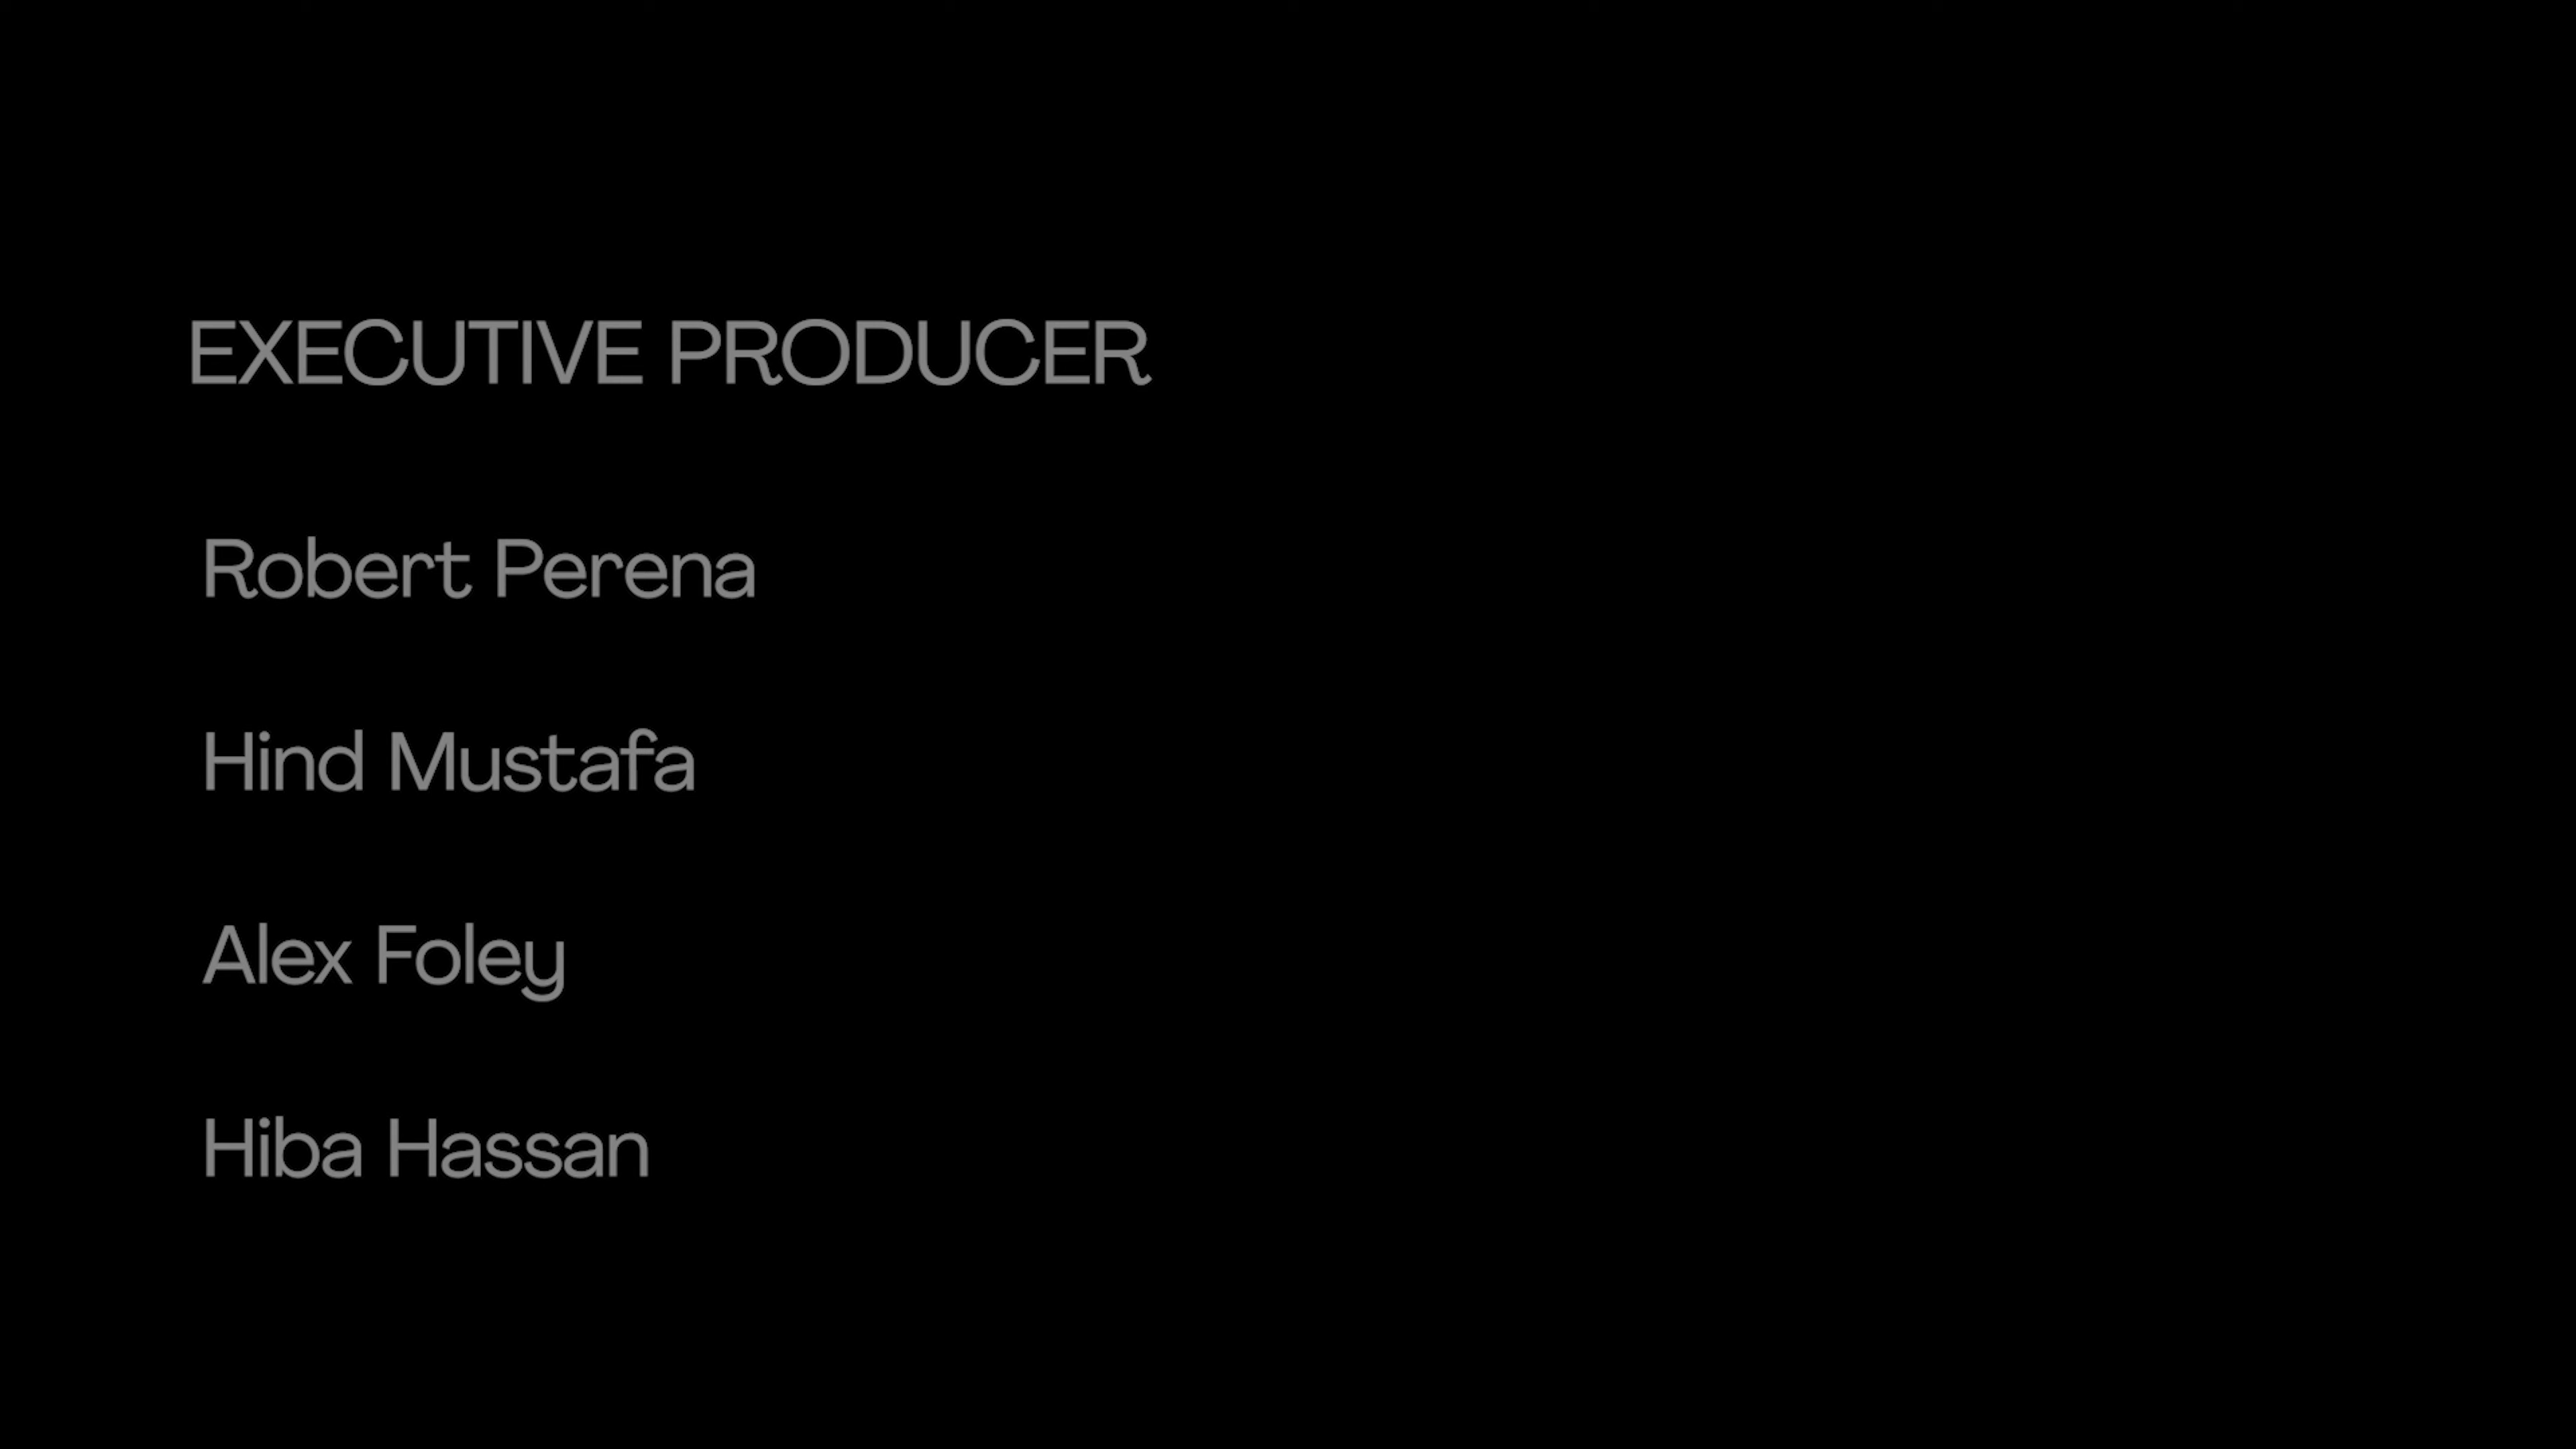 EXECUTIVE PRODUCER
Robert Perena
Hind Mustafa
Alex Foley
Hiba Hassan